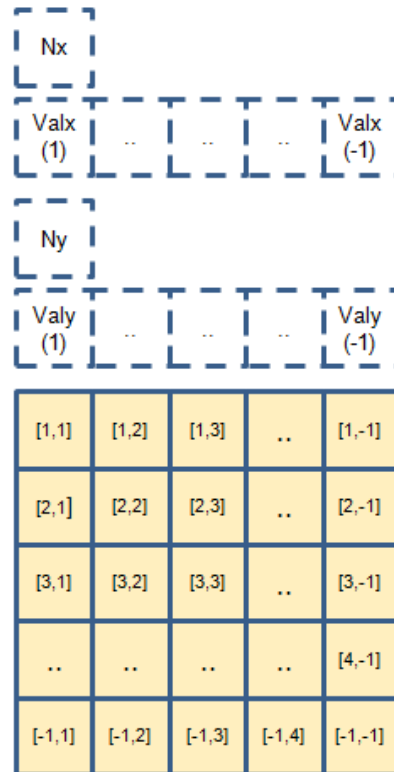 Nx
Valx (1) .. .. .. Valx (-1)
Ny
Valy (1) .. .. .. Valy (-1)
[1,1] [1,2] [1,3] .. [1,-1]
[2,1] [2,2] [2,3] .. [2,-1]
[3,1] [3,2] [3,3] .. [3,-1]
.. .. .. .. [4,-1]
[-1,1] [-1,2] [-1,3] [-1,4] [-1,-1]